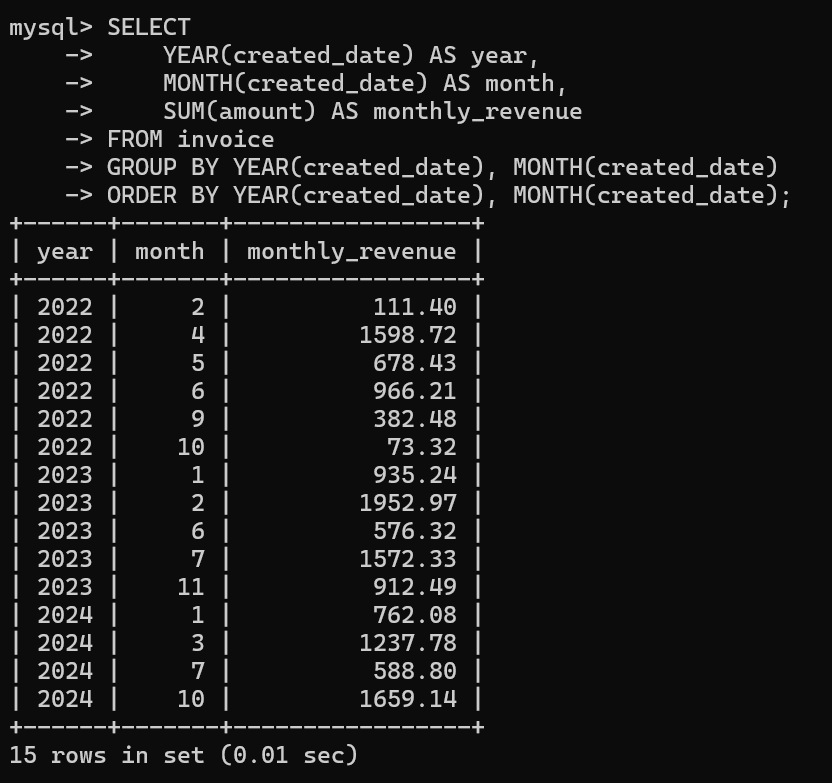 mysql> SELECT
    ->     YEAR(created_date) AS year,
    ->     MONTH(created_date) AS month,
    ->     SUM(amount) AS monthly_revenue
    -> FROM invoice
    -> GROUP BY YEAR(created_date), MONTH(created_date)
    -> ORDER BY YEAR(created_date), MONTH(created_date);
+------+-------+-----------------+
| year | month | monthly_revenue |
+------+-------+-----------------+
| 2022 |     2 |          111.40 |
| 2022 |     4 |         1598.72 |
| 2022 |     5 |          678.43 |
| 2022 |     6 |          966.21 |
| 2022 |     9 |          382.48 |
| 2022 |    10 |           73.32 |
| 2023 |     1 |          935.24 |
| 2023 |     2 |         1952.97 |
| 2023 |     6 |          576.32 |
| 2023 |     7 |         1572.33 |
| 2023 |    11 |          912.49 |
| 2024 |     1 |          762.08 |
| 2024 |     3 |         1237.78 |
| 2024 |     7 |          588.80 |
| 2024 |    10 |         1659.14 |
+------+-------+-----------------+
15 rows in set (0.01 sec)